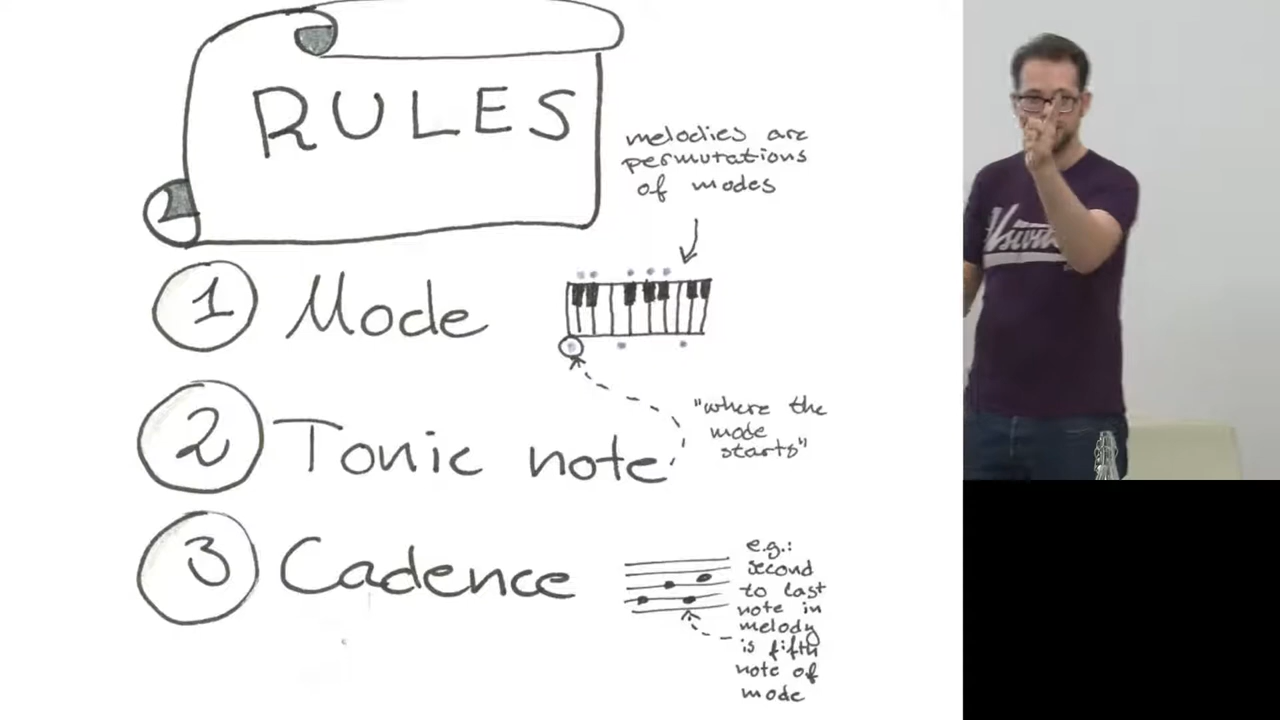 RULES
melodies are
permutations
of modes
1 Mode
2 Tonic note
"where the
mode
starts"
3 Cadence
e.g.:
second
to last
note in
melody
is fifth
note of
mode